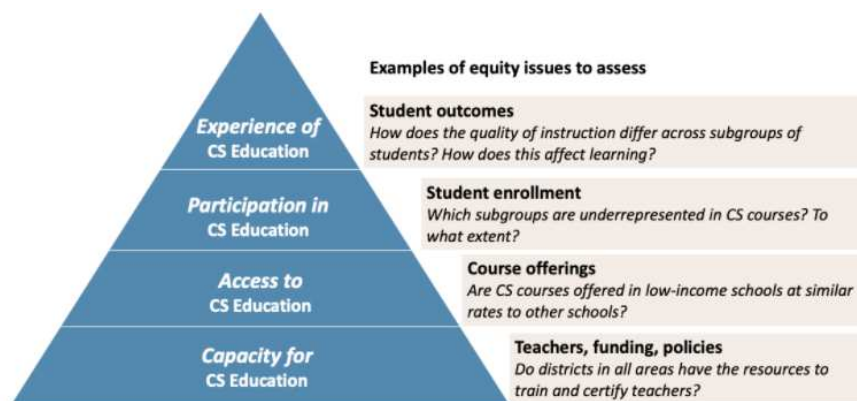 Examples of equity issues to assess
Experience of
CS Education
Student outcomes
How does the quality of instruction differ across subgroups of
students? How does this affect learning?
Participation in
CS Education
Student enrollment
Which subgroups are underrepresented in CS courses? To
what extent?
Access to
CS Education
Course offerings
Are CS courses offered in low-income schools at similar
rates to other schools?
Capacity for
CS Education
Teachers, funding, policies
Do districts in all areas have the resources to
train and certify teachers?